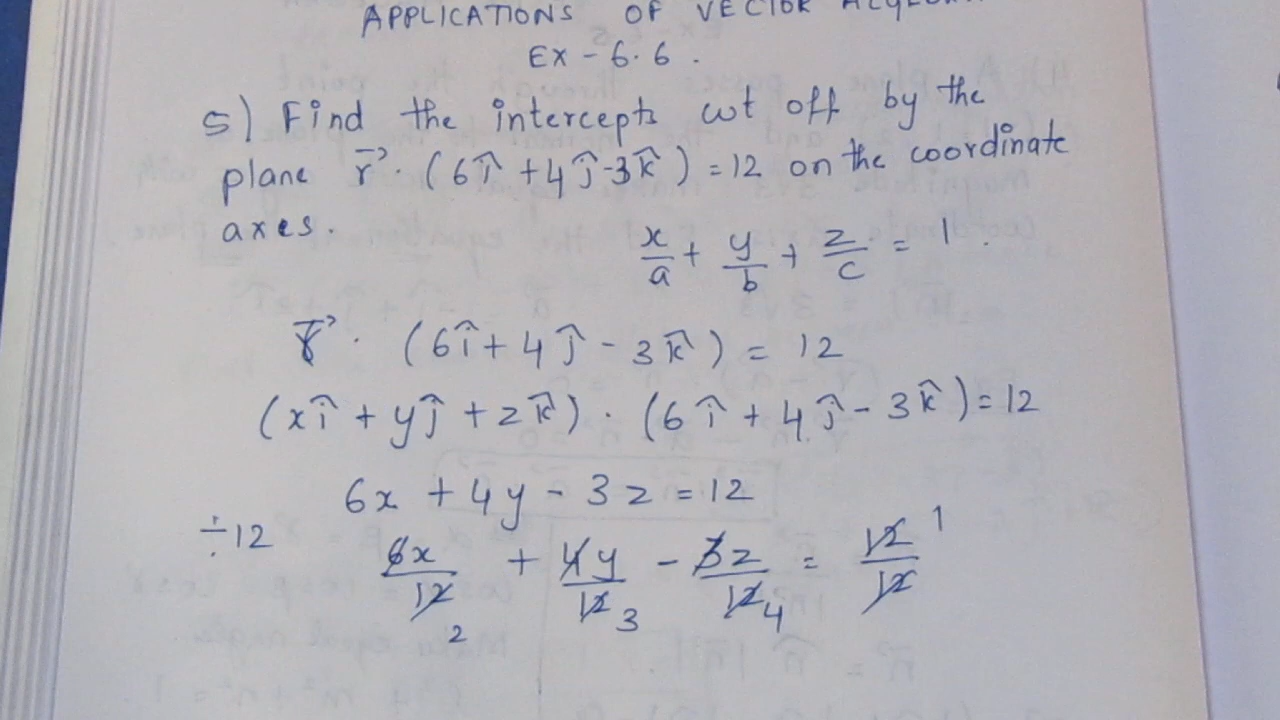 APPLICATIONS OF VECTOR
EX - 6.6.
5) Find the intercepts cut off by the
plane r⃗ · (6î + 4ĵ - 3k̂) = 12 on the coordinate
axes.
x/a + y/b + z/c = 1.
r⃗ · (6î + 4ĵ - 3k̂) = 12
(xî + yĵ + zk̂) · (6î + 4ĵ - 3k̂) = 12
6x + 4y - 3z = 12
÷12 6x/12 2 + 4y/12 3 - 3z/12 4 = 12/12 1